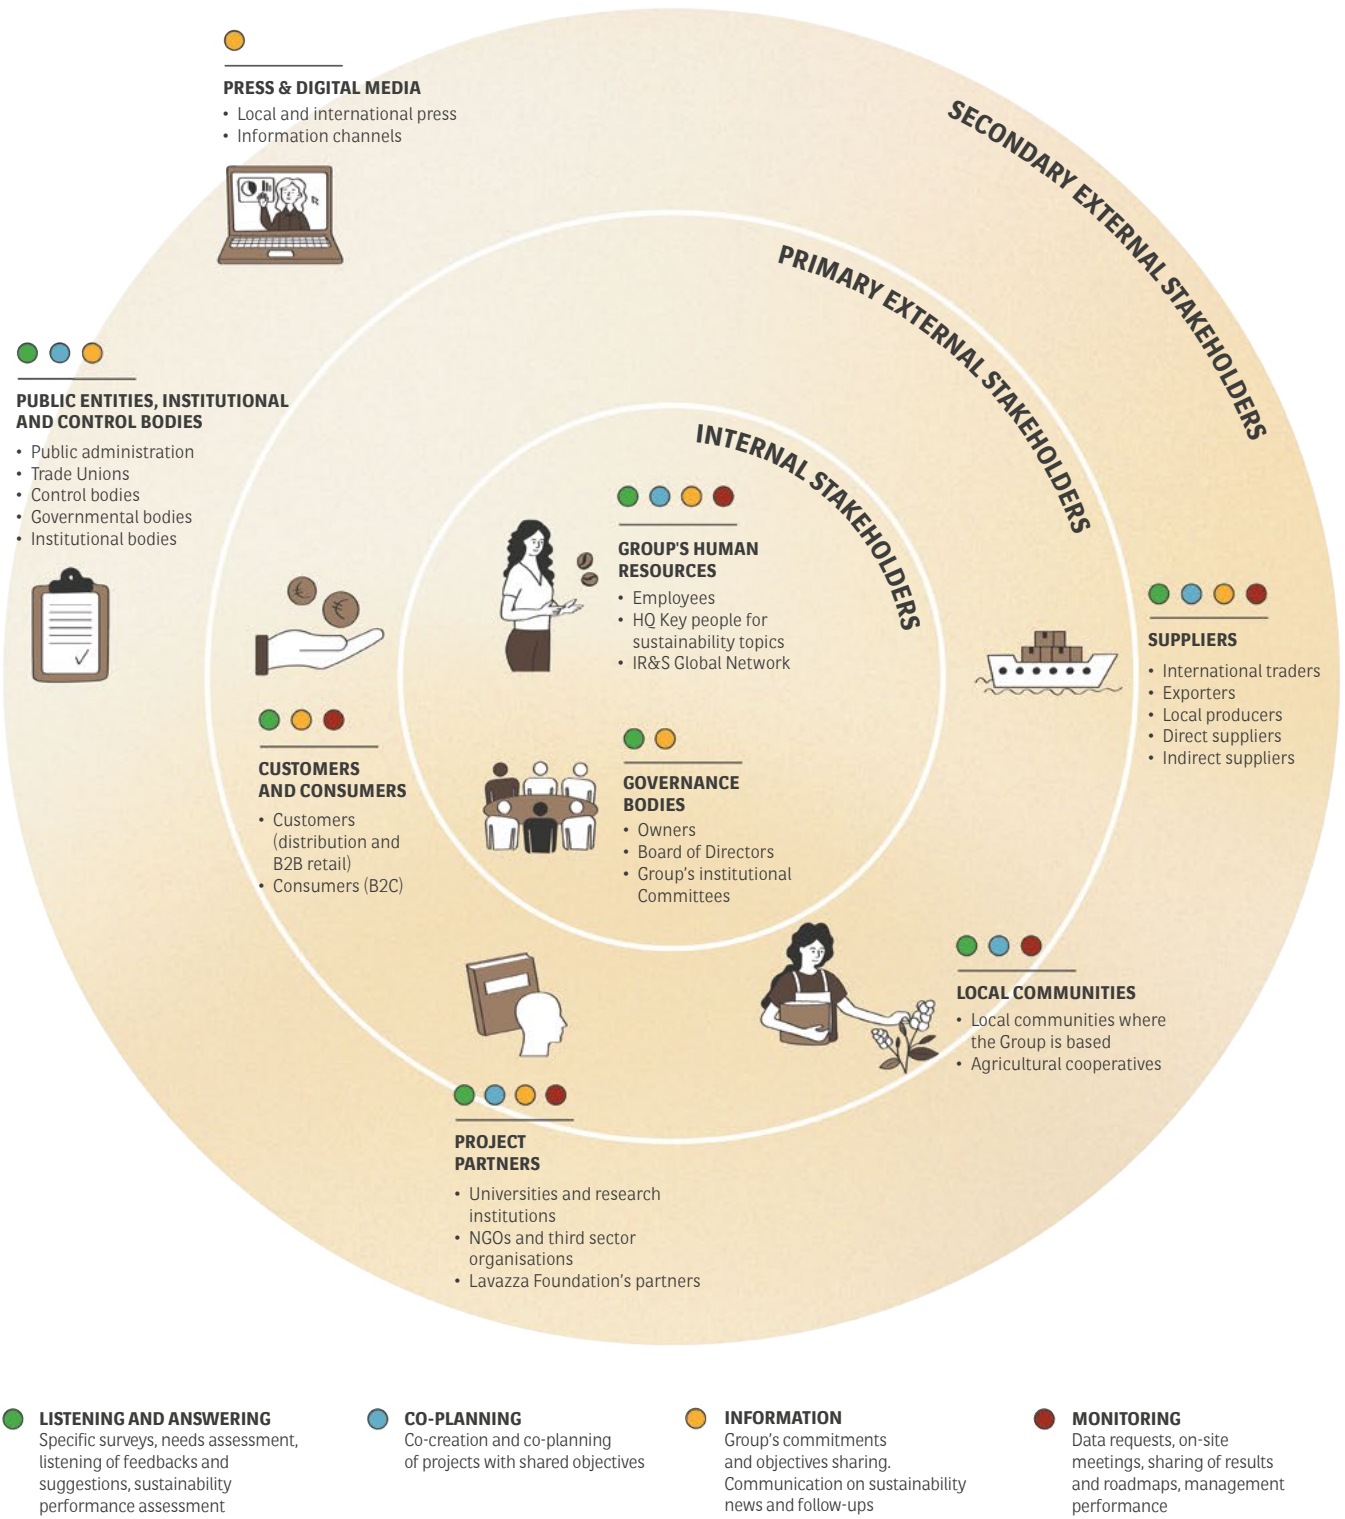 PRESS & DIGITAL MEDIA
• Local and international press
• Information channels
SECONDARY EXTERNAL STAKEHOLDERS
PRIMARY EXTERNAL STAKEHOLDERS
INTERNAL STAKEHOLDERS
PUBLIC ENTITIES, INSTITUTIONAL
AND CONTROL BODIES
• Public administration
• Trade Unions
• Control bodies
• Governmental bodies
• Institutional bodies
GROUP'S HUMAN
RESOURCES
• Employees
• HQ Key people for
sustainability topics
• IR&S Global Network
SUPPLIERS
• International traders
• Exporters
• Local producers
• Direct suppliers
• Indirect suppliers
CUSTOMERS
AND CONSUMERS
• Customers
(distribution and
B2B retail)
• Consumers (B2C)
GOVERNANCE
BODIES
• Owners
• Board of Directors
• Group's institutional
Committees
LOCAL COMMUNITIES
• Local communities where
the Group is based
• Agricultural cooperatives
PROJECT
PARTNERS
• Universities and research
institutions
• NGOs and third sector
organisations
• Lavazza Foundation's partners
LISTENING AND ANSWERING
Specific surveys, needs assessment,
listening of feedbacks and
suggestions, sustainability
performance assessment
CO-PLANNING
Co-creation and co-planning
of projects with shared objectives
INFORMATION
Group's commitments
and objectives sharing.
Communication on sustainability
news and follow-ups
MONITORING
Data requests, on-site
meetings, sharing of results
and roadmaps, management
performance